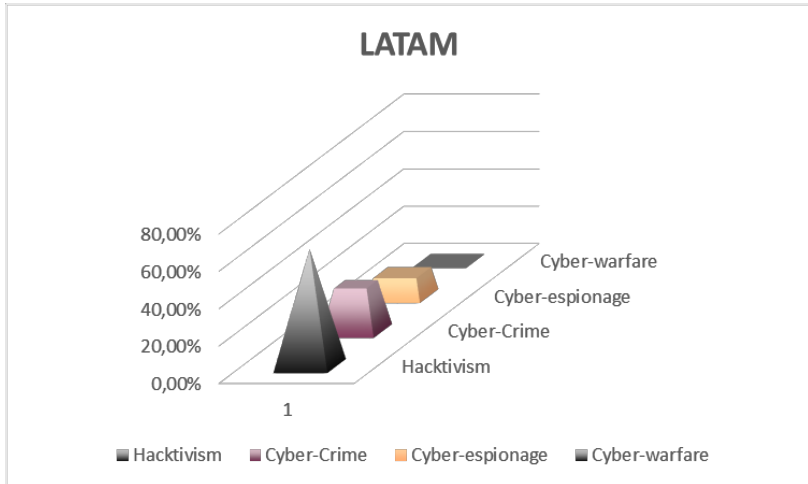 LATAM
80,00%
60,00%
40,00%
20,00%
0,00%
Cyber-warfare
Cyber-espionage
Cyber-Crime
Hacktivism
1
Hacktivism Cyber-Crime Cyber-espionage Cyber-warfare